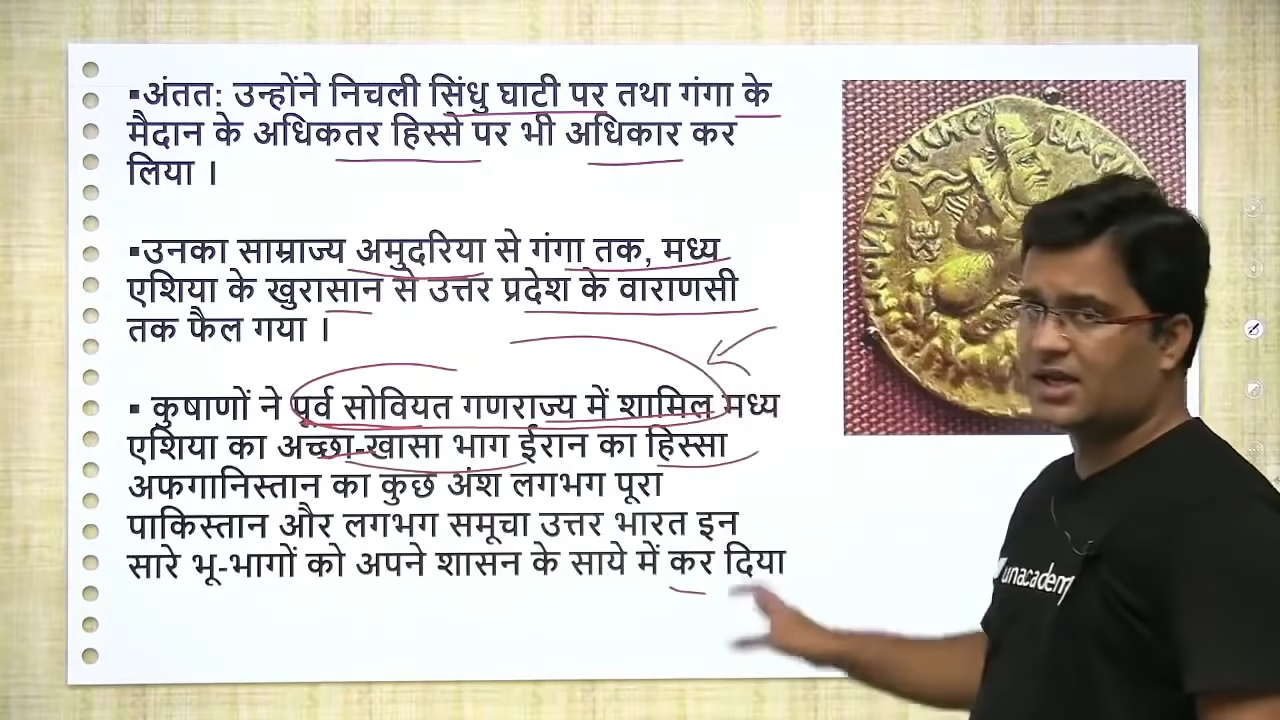 ▪अंतत: उन्होंने निचली सिंधु घाटी पर तथा गंगा के
मैदान के अधिकतर हिस्से पर भी अधिकार कर
लिया ।
▪उनका साम्राज्य अमुदरिया से गंगा तक, मध्य
एशिया के खुरासान से उत्तर प्रदेश के वाराणसी
तक फैल गया ।
▪ कुषाणों ने पूर्व सोवियत गणराज्य में शामिल मध्य
एशिया का अच्छा-खासा भाग ईरान का हिस्सा
अफगानिस्तान का कुछ अंश लगभग पूरा
पाकिस्तान और लगभग समूचा उत्तर भारत इन
सारे भू-भागों को अपने शासन के साये में कर दिया
unacademy